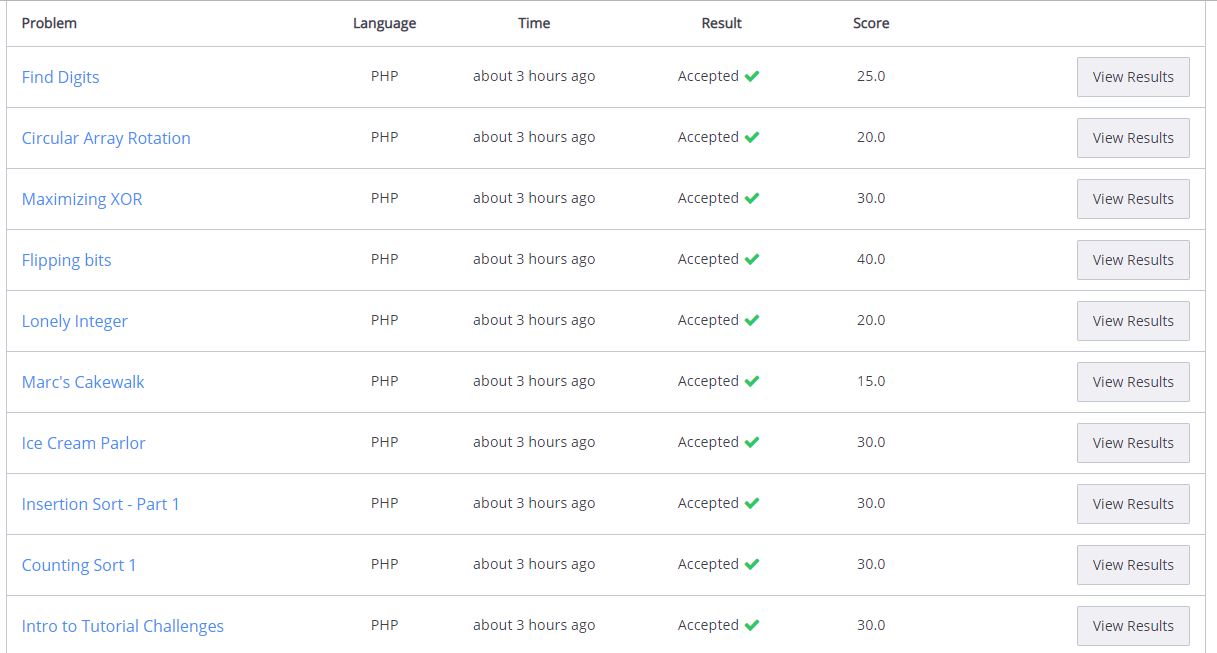 Problem Language Time Result Score
Find Digits PHP about 3 hours ago Accepted 25.0 View Results
Circular Array Rotation PHP about 3 hours ago Accepted 20.0 View Results
Maximizing XOR PHP about 3 hours ago Accepted 30.0 View Results
Flipping bits PHP about 3 hours ago Accepted 40.0 View Results
Lonely Integer PHP about 3 hours ago Accepted 20.0 View Results
Marc's Cakewalk PHP about 3 hours ago Accepted 15.0 View Results
Ice Cream Parlor PHP about 3 hours ago Accepted 30.0 View Results
Insertion Sort - Part 1 PHP about 3 hours ago Accepted 30.0 View Results
Counting Sort 1 PHP about 3 hours ago Accepted 30.0 View Results
Intro to Tutorial Challenges PHP about 3 hours ago Accepted 30.0 View Results